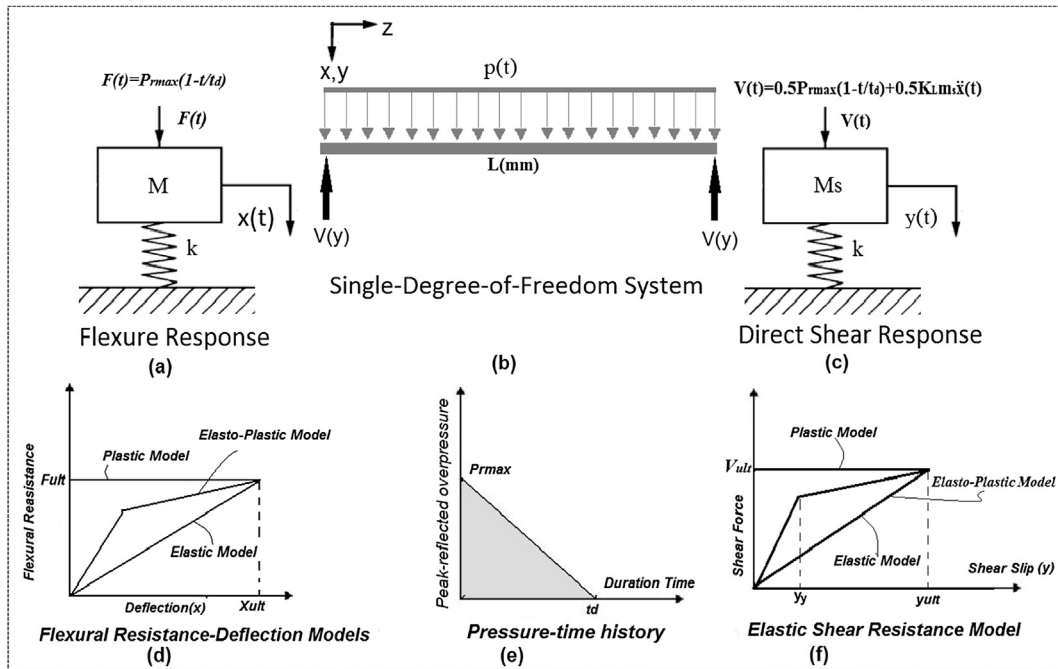 z
x,y
p(t)
L(mm)
V(y)
V(y)
Single-Degree-of-Freedom System
(b)
F(t)=Prmax(1-t/td)
F(t)
M
x(t)
k
Flexure Response
(a)
V(t)=0.5Prmax(1-t/td)+0.5KLmsẍ(t)
V(t)
Ms
y(t)
k
Direct Shear Response
(c)
Flexural Reasistance
Fult
Plastic Model
Elasto-Plastic Model
Elastic Model
Deflection(x)
Xult
Flexural Resistance-Deflection Models
(d)
Peak-reflected overpressure
Prmax
Duration Time
td
Pressure-time history
(e)
Shear Force
Vult
Plastic Model
Elasto-Plastic Model
Elastic Model
Shear Slip (y)
yy
yult
Elastic Shear Resistance Model
(f)